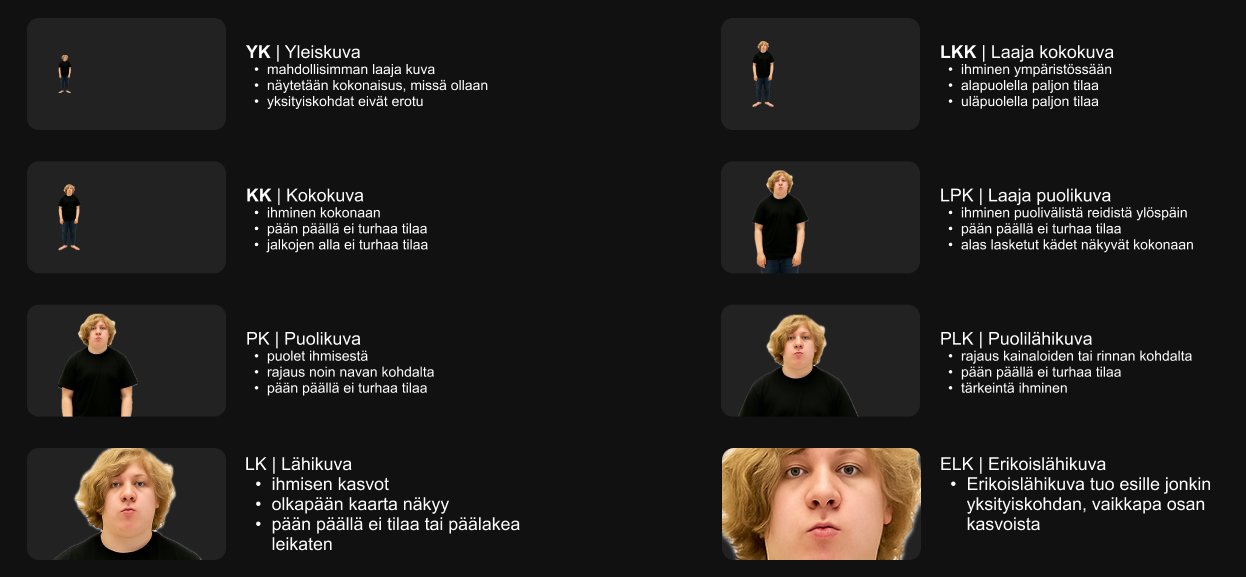 YK | Yleiskuva
• mahdollisimman laaja kuva
• näytetään kokonaisus, missä ollaan
• yksityiskohdat eivät erotu
LKK | Laaja kokokuva
• ihminen ympäristössään
• alapuolella paljon tilaa
• uläpuolella paljon tilaa
KK | Kokokuva
• ihminen kokonaan
• pään päällä ei turhaa tilaa
• jalkojen alla ei turhaa tilaa
LPK | Laaja puolikuva
• ihminen puolivälistä reidistä ylöspäin
• pään päällä ei turhaa tilaa
• alas lasketut kädet näkyvät kokonaan
PK | Puolikuva
• puolet ihmisestä
• rajaus noin navan kohdalta
• pään päällä ei turhaa tilaa
PLK | Puolilähikuva
• rajaus kainaloiden tai rinnan kohdalta
• pään päällä ei turhaa tilaa
• tärkeintä ihminen
LK | Lähikuva
• ihmisen kasvot
• olkapään kaarta näkyy
• pään päällä ei tilaa tai päälakea
leikaten
ELK | Erikoislähikuva
• Erikoislähikuva tuo esille jonkin
yksityiskohdan, vaikkapa osan
kasvoista